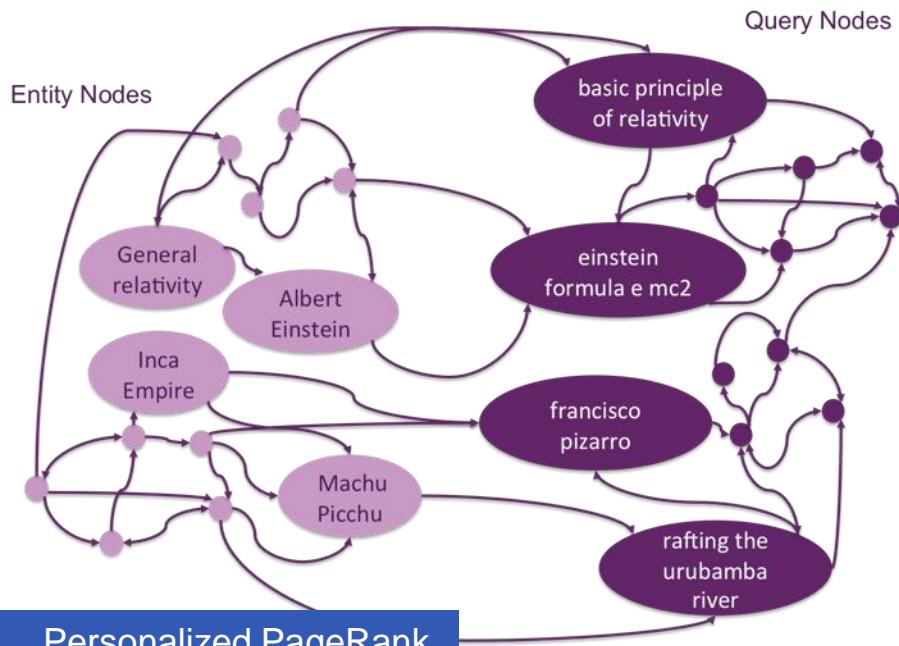 Query Nodes
Entity Nodes
basic principle
of relativity
General
relativity
einstein
formula e mc2
Albert
Einstein
Inca
Empire
francisco
pizarro
Machu
Picchu
rafting the
urubamba
river
Personalized PageRank